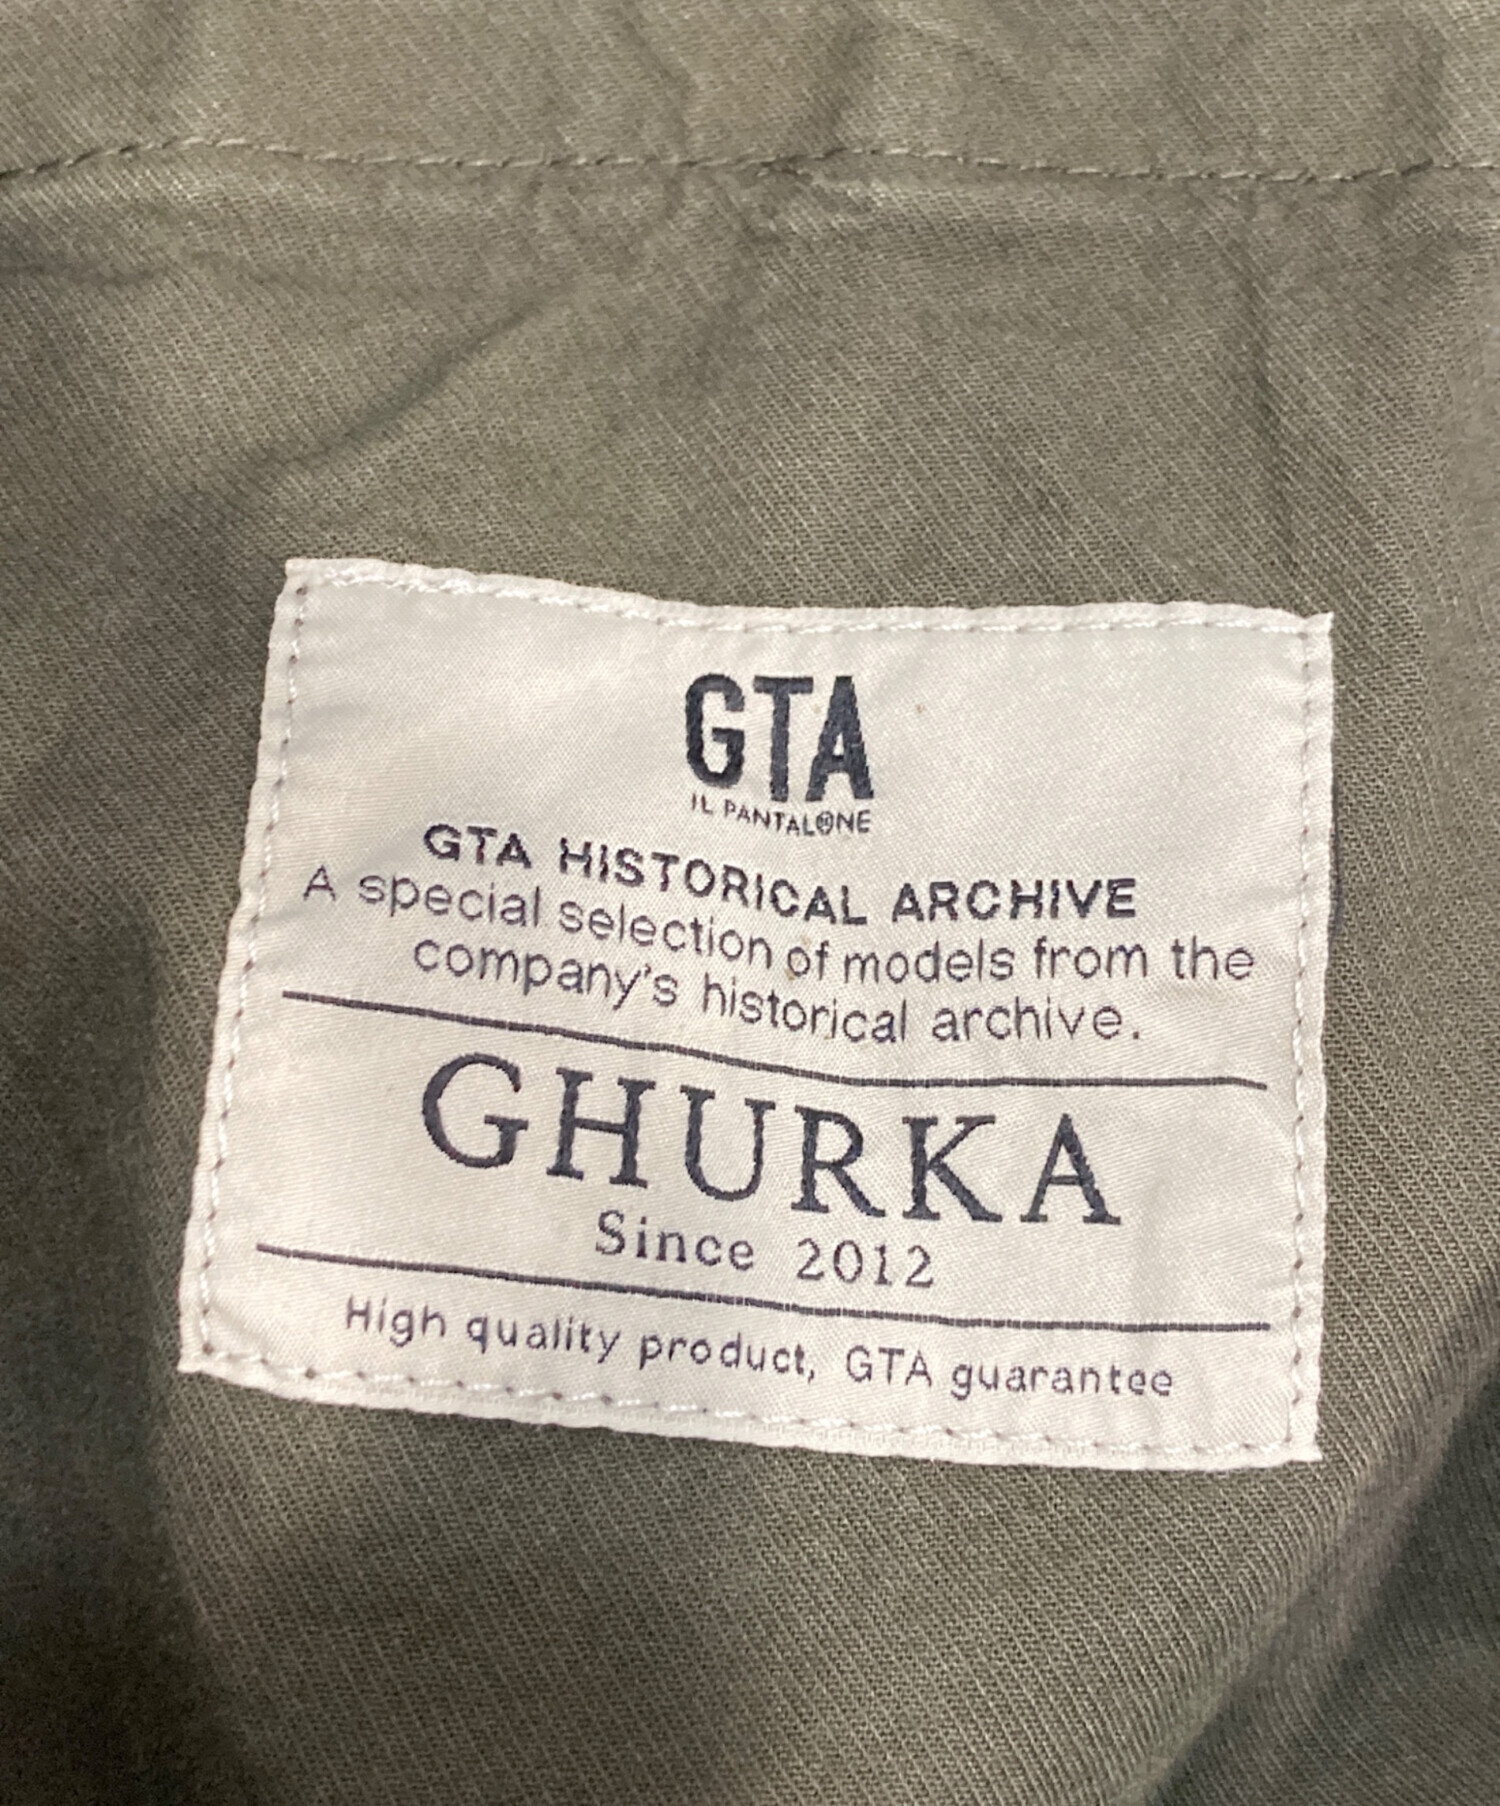 GTA
IL PANTALONE
GTA HISTORICAL ARCHIVE
A special selection of models from the
company's historical archive.
GHURKA
Since 2012
High quality product, GTA guarantee